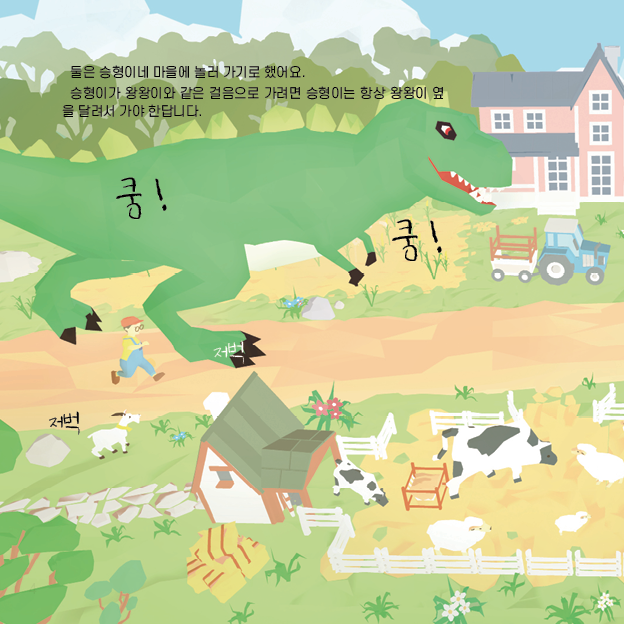 둘은 승형이네 마을에 놀러 가기로 했어요.
승형이가 왕왕이와 같은 걸음으로 가려면 승형이는 항상 왕왕이 옆
을 달려서 가야 한답니다.
쿵!
쿵!
저벅
저벅